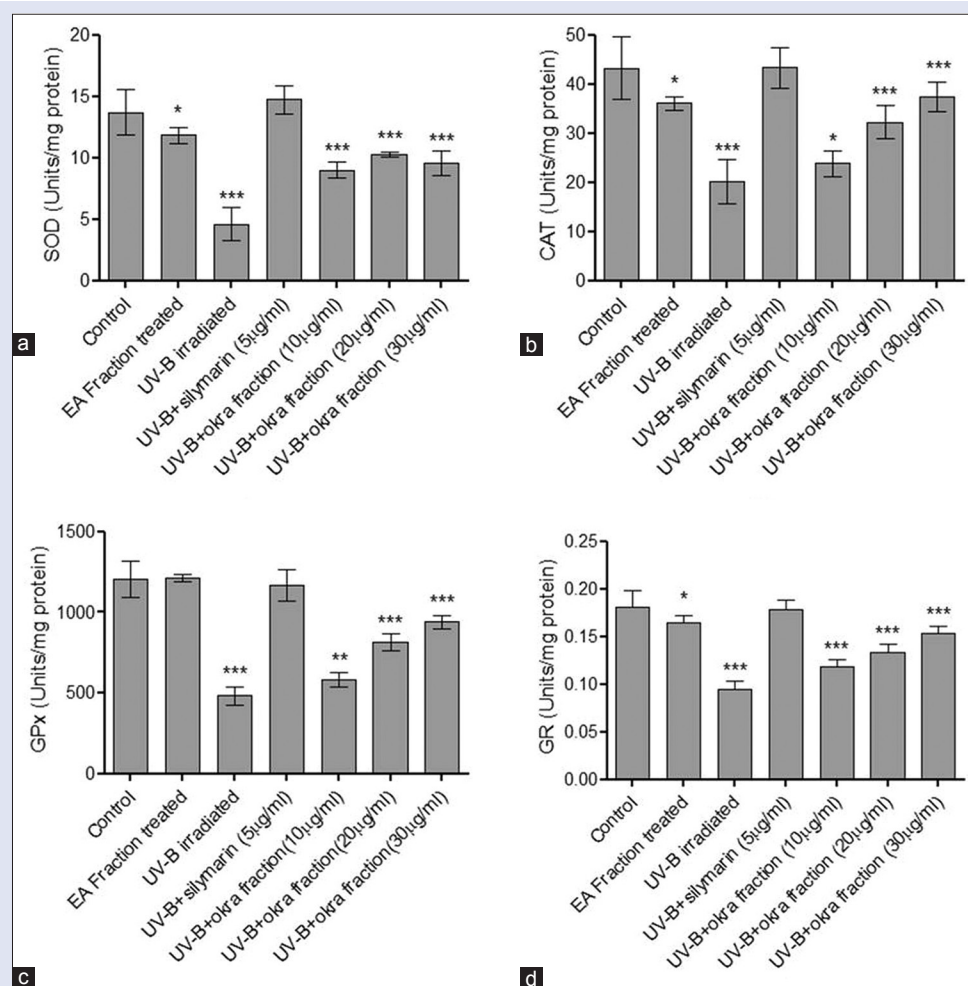 20
15
10
5
0
SOD (Units/mg protein)
*
***
***
***
***
Control
EA Fraction treated
UV-B irradiated
UV-B+silymarin (5µg/ml)
UV-B+okra fraction (10µg/ml)
UV-B+okra fraction (20µg/ml)
UV-B+okra fraction (30µg/ml)
a
50
40
30
20
10
0
CAT (Units/mg protein)
*
***
*
***
***
Control
EA Fraction treated
UV-B irradiated
UV-B+silymarin (5µg/ml)
UV-B+okra fraction (10µg/ml)
UV-B+okra fraction (20µg/ml)
UV-B+okra fraction (30µg/ml)
b
1500
1000
500
0
GPx (Units/mg protein)
***
**
***
***
Control
EA Fraction treated
UV-B irradiated
UV-B+silymarin (5µg/ml)
UV-B+okra fraction(10µg/ml)
UV-B+okra fraction(20µg/ml)
UV-B+okra fraction(30µg/ml)
c
0.25
0.20
0.15
0.10
0.05
0.00
GR (Units/mg protein)
*
***
***
***
***
Control
EA Fraction treated
UV-B irradiated
UV-B+silymarin (5µg/ml)
UV-B+okra fraction (10µg/ml)
UV-B+okra fraction (20µg/ml)
UV-B+okra fraction (30µg/ml)
d